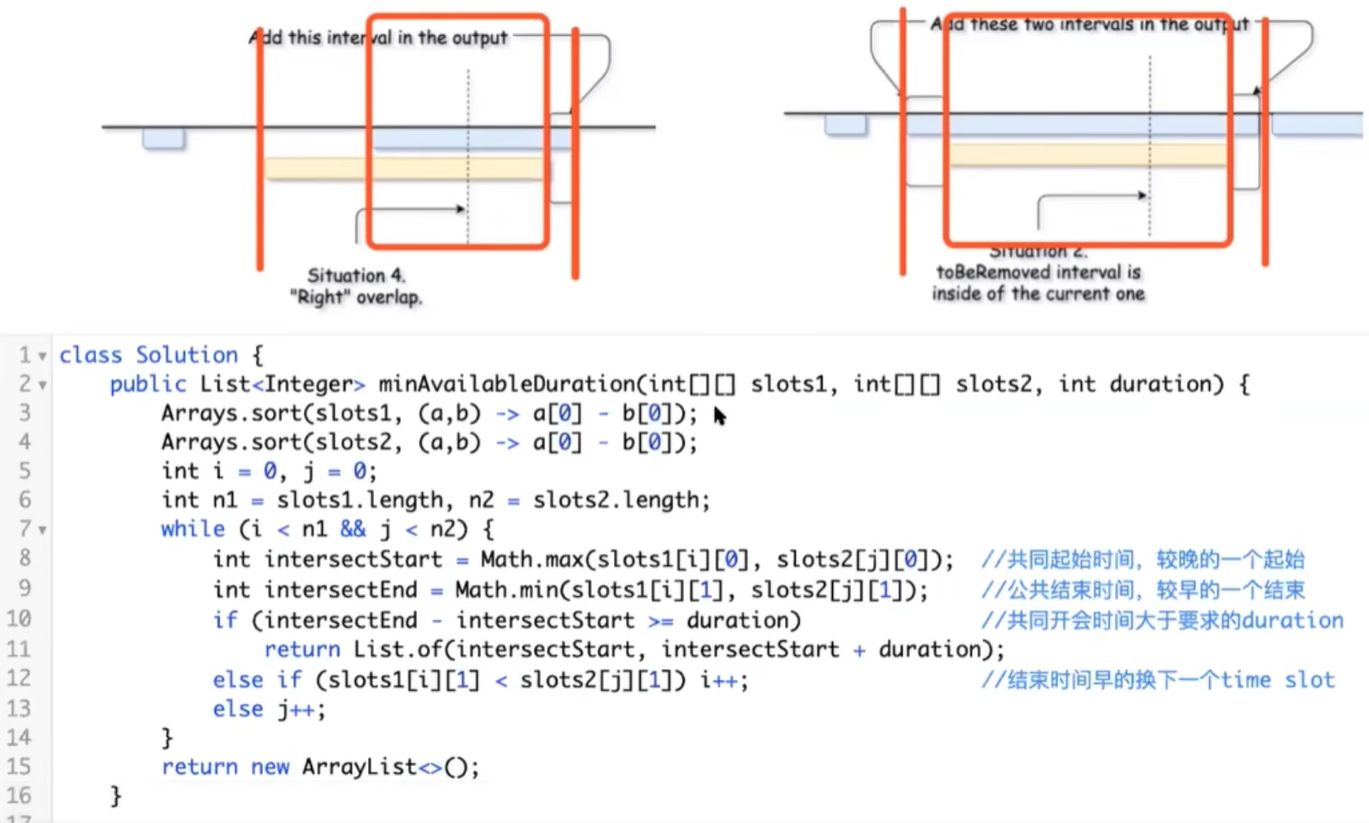 Add this interval in the output
Situation 4.
"Right" overlap.
Add these two intervals in the output
Situation 2.
toBeRemoved interval is
inside of the current one
1 class Solution {
2 public List<Integer> minAvailableDuration(int[][] slots1, int[][] slots2, int duration) {
3 Arrays.sort(slots1, (a,b) -> a[0] - b[0]);
4 Arrays.sort(slots2, (a,b) -> a[0] - b[0]);
5 int i = 0, j = 0;
6 int n1 = slots1.length, n2 = slots2.length;
7 while (i < n1 && j < n2) {
8 int intersectStart = Math.max(slots1[i][0], slots2[j][0]); //共同起始时间, 较晚的一个起始
9 int intersectEnd = Math.min(slots1[i][1], slots2[j][1]); //公共结束时间, 较早的一个结束
10 if (intersectEnd - intersectStart >= duration) //共同开会时间大于要求的duration
11 return List.of(intersectStart, intersectStart + duration);
12 else if (slots1[i][1] < slots2[j][1]) i++; //结束时间早的换下一个time slot
13 else j++;
14 }
15 return new ArrayList<>();
16 }
17